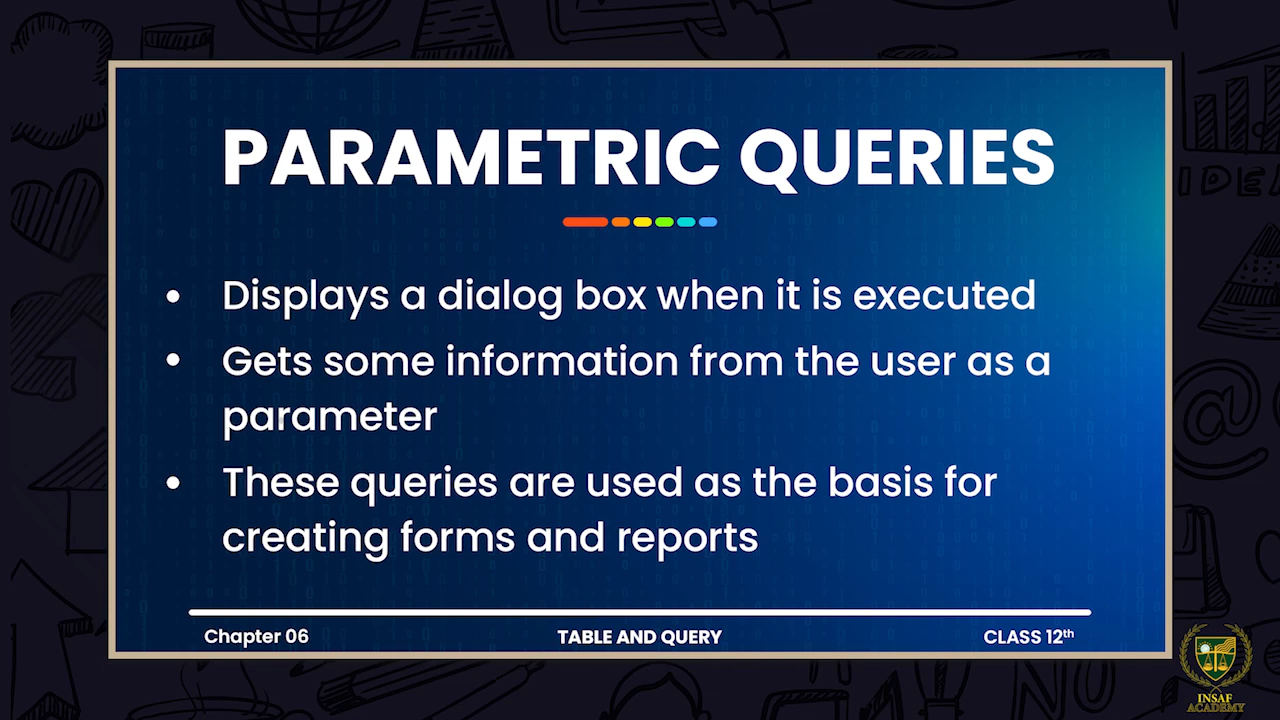 PARAMETRIC QUERIES
• Displays a dialog box when it is executed
• Gets some information from the user as a
parameter
• These queries are used as the basis for
creating forms and reports
Chapter 06 TABLE AND QUERY CLASS 12th
IDEA
NO
INSAF
ACADEMY